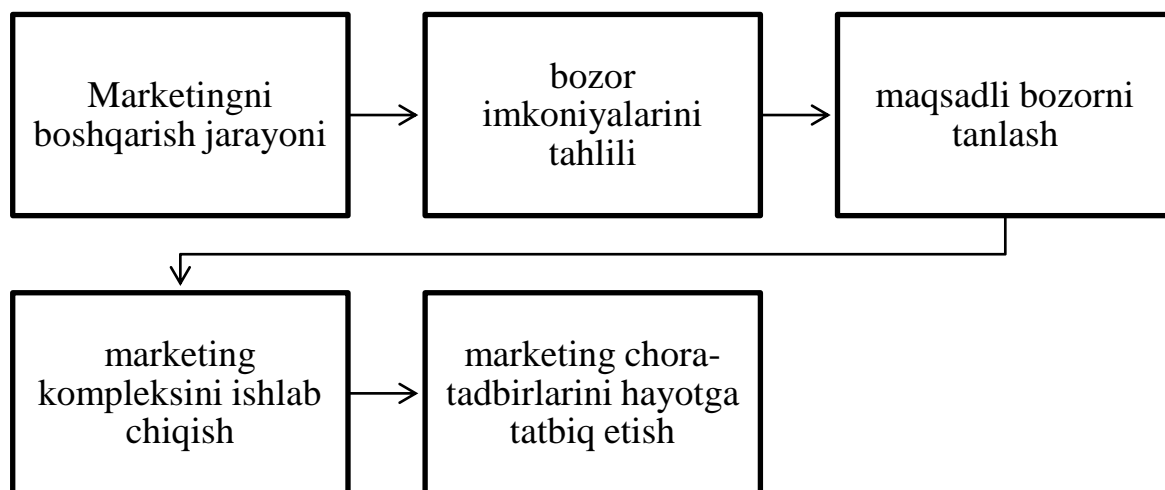 Marketingni
boshqarish jarayoni
bozor
imkoniyalarini
tahlili
maqsadli bozorni
tanlash
marketing
kompleksini ishlab
chiqish
marketing chora-
tadbirlarini hayotga
tatbiq etish